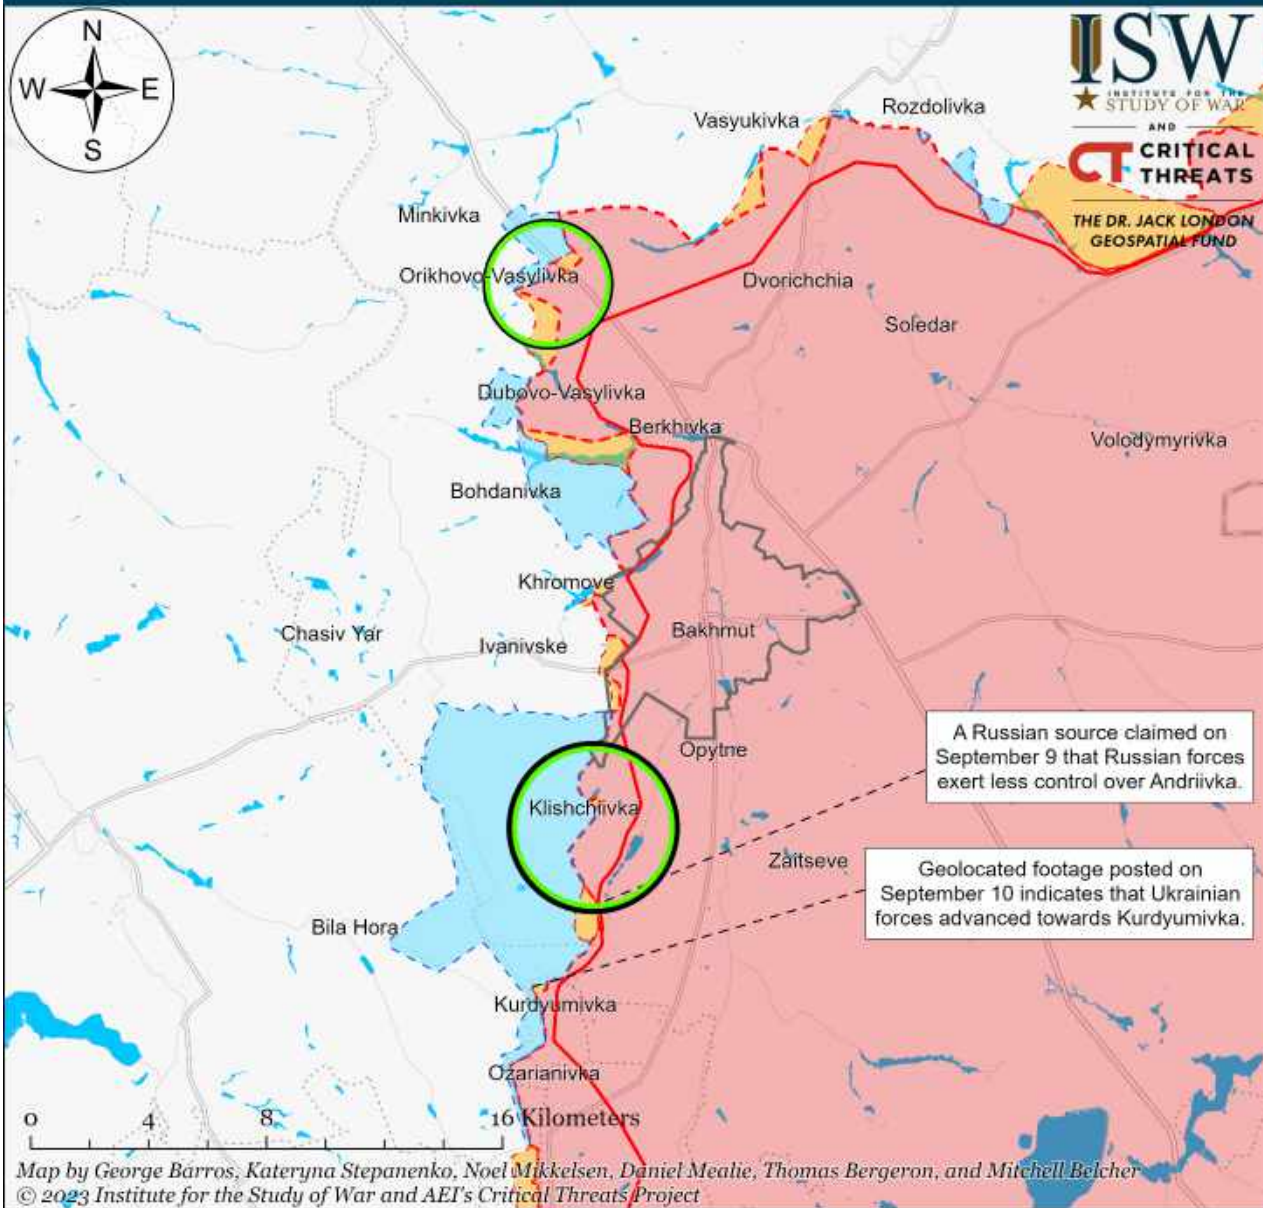 N
W E
S
ISW
INSTITUTE FOR THE
STUDY OF WAR
AND
CT CRITICAL
THREATS
THE DR. JACK LONDON
GEOSPATIAL FUND
Vasyukivka
Rozdolivka
Minkivka
Orikhovo-Vasylivka
Dvorichchia
Soledar
Dubovo-Vasylivka
Berkhivka
Volodymyrivka
Bohdanivka
Khromove
Chasiv Yar
Ivanivske
Bakhmut
Opytne
A Russian source claimed on
September 9 that Russian forces
exert less control over Andriivka.
Klishchiivka
Zaitseve
Geolocated footage posted on
September 10 indicates that Ukrainian
forces advanced towards Kurdyumivka.
Bila Hora
Kurdyumivka
Ozarianivka
0 4 8 16 Kilometers
Map by George Barros, Kateryna Stepanenko, Noel Mikkelsen, Daniel Mealie, Thomas Bergeron, and Mitchell Belcher
© 2023 Institute for the Study of War and AEI's Critical Threats Project